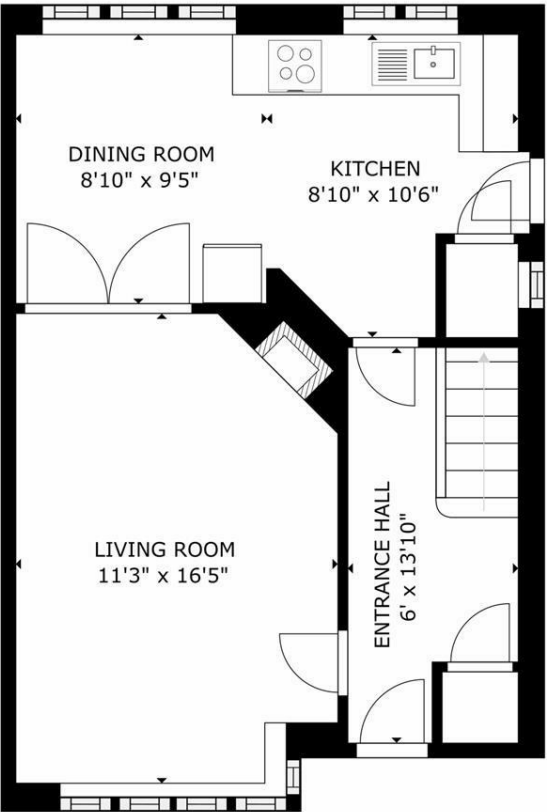 DINING ROOM
8'10" x 9'5"
KITCHEN
8'10" x 10'6"
LIVING ROOM
11'3" x 16'5"
ENTRANCE HALL
6' x 13'10"